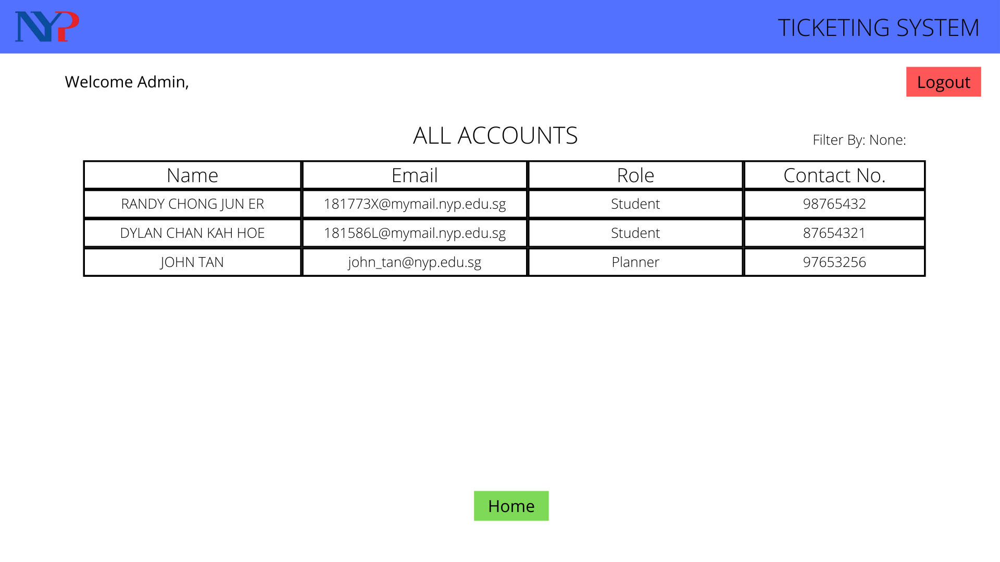 NYP
TICKETING SYSTEM
Welcome Admin,
Logout
ALL ACCOUNTS
Filter By: None:
Name Email Role Contact No.
RANDY CHONG JUN ER 181773X@mymail.nyp.edu.sg Student 98765432
DYLAN CHAN KAH HOE 181586L@mymail.nyp.edu.sg Student 87654321
JOHN TAN john_tan@nyp.edu.sg Planner 97653256
Home